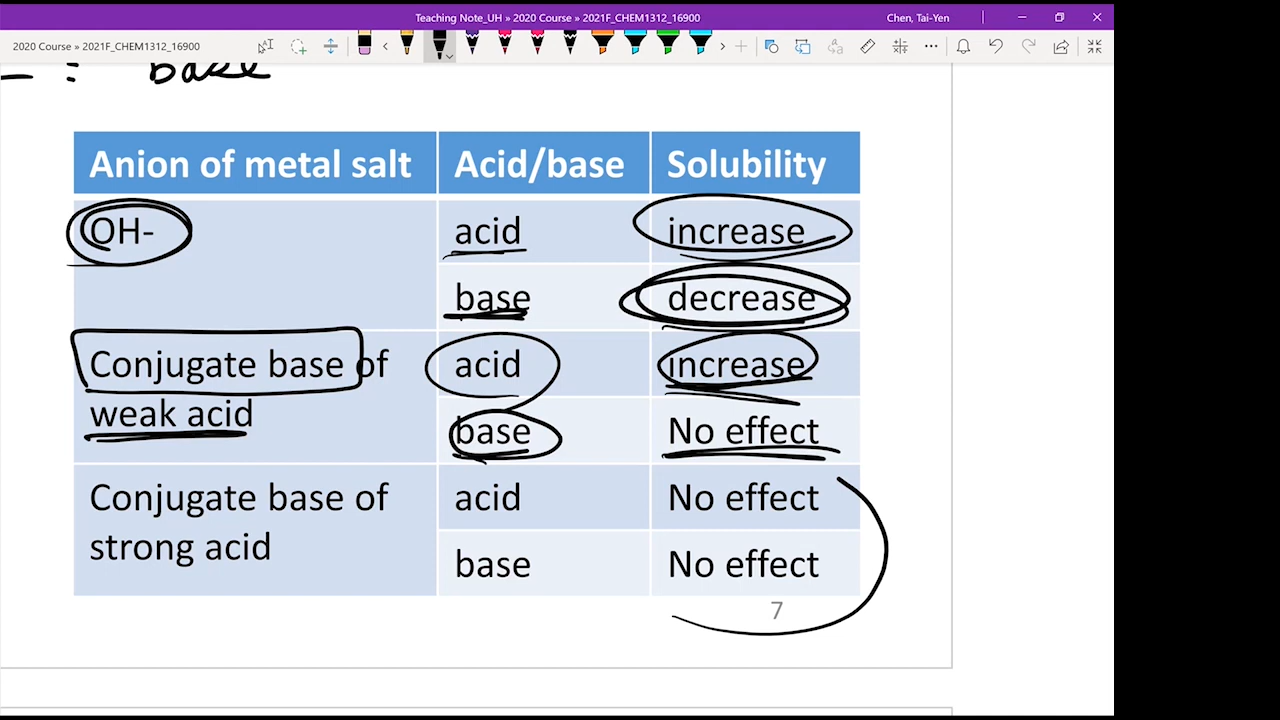 Teaching Note_UH » 2020 Course » 2021F_CHEM1312_16900
Chen, Tai-Yen
2020 Course » 2021F_CHEM1312_16900
base
Anion of metal salt Acid/base Solubility
OH- acid increase
base decrease
Conjugate base of acid increase
weak acid base No effect
Conjugate base of acid No effect
strong acid base No effect
7